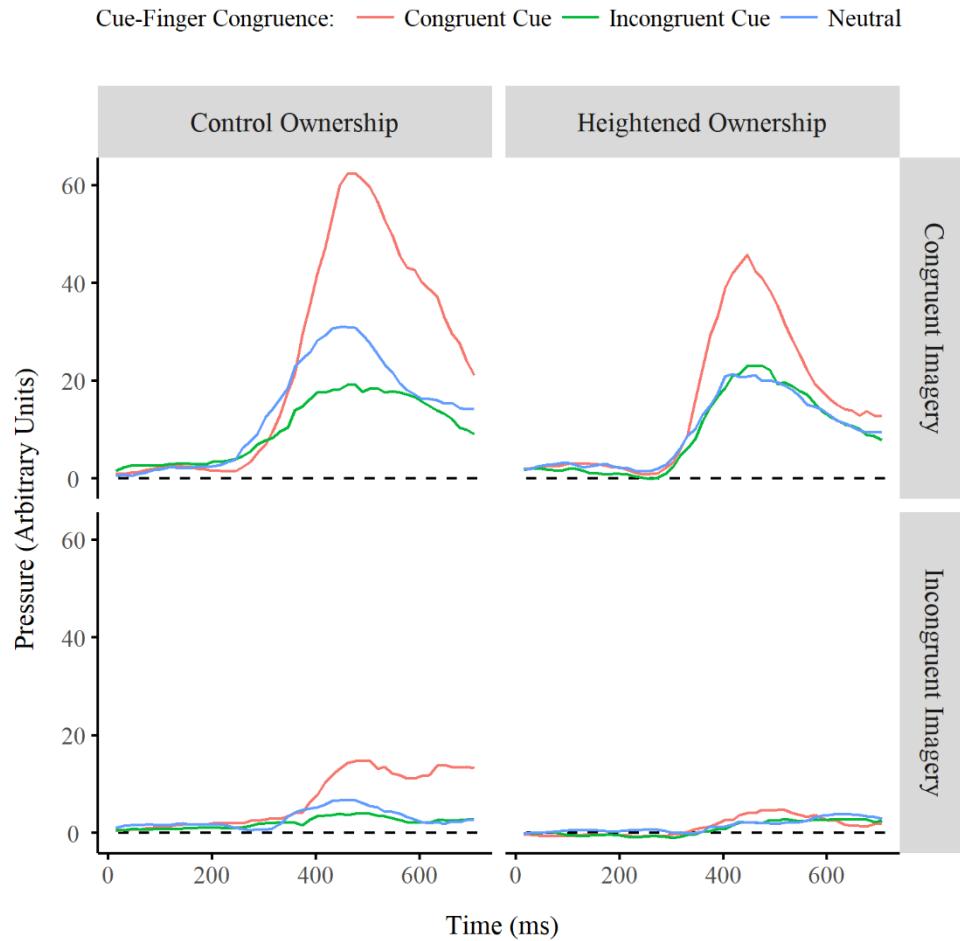 Cue-Finger Congruence: Congruent Cue Incongruent Cue Neutral
Control Ownership
Heightened Ownership
Congruent Imagery
Incongruent Imagery
Pressure (Arbitrary Units)
60
40
20
0
60
40
20
0
0 200 400 600
0 200 400 600
Time (ms)